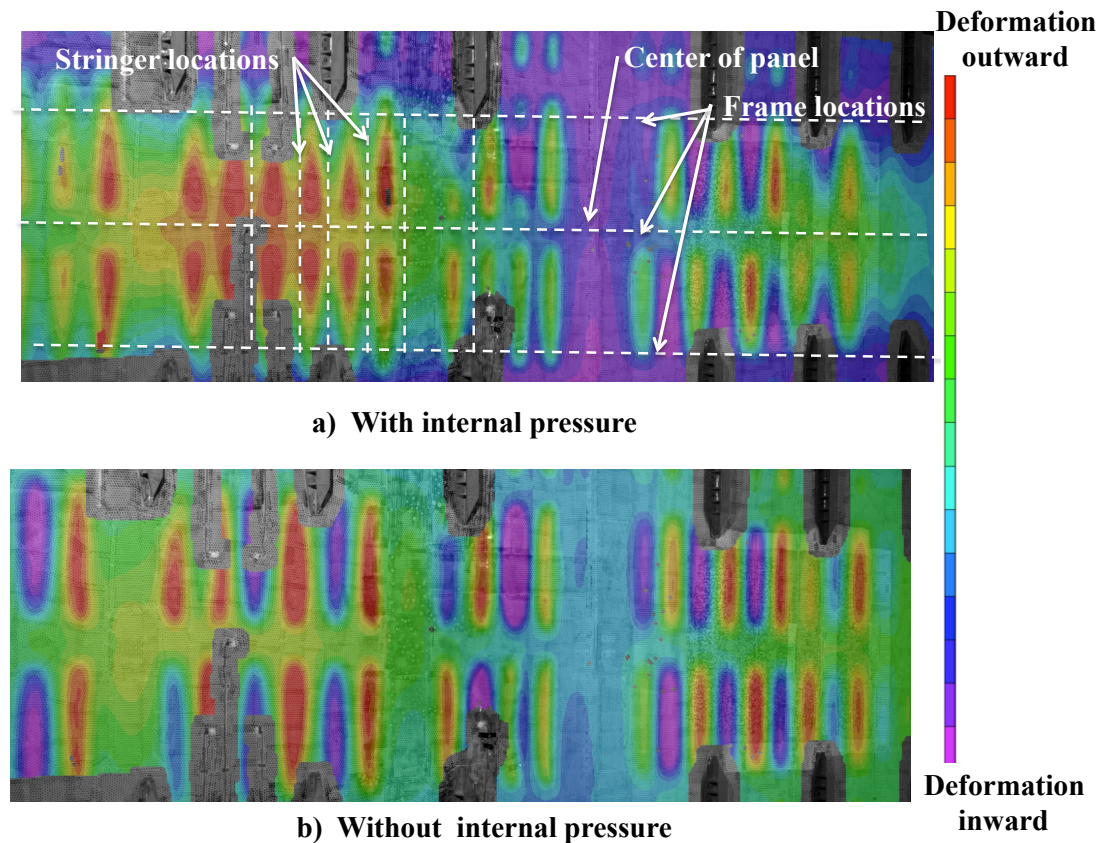 Deformation
outward
Stringer locations
Center of panel
Frame locations
a) With internal pressure
Deformation
inward
b) Without internal pressure